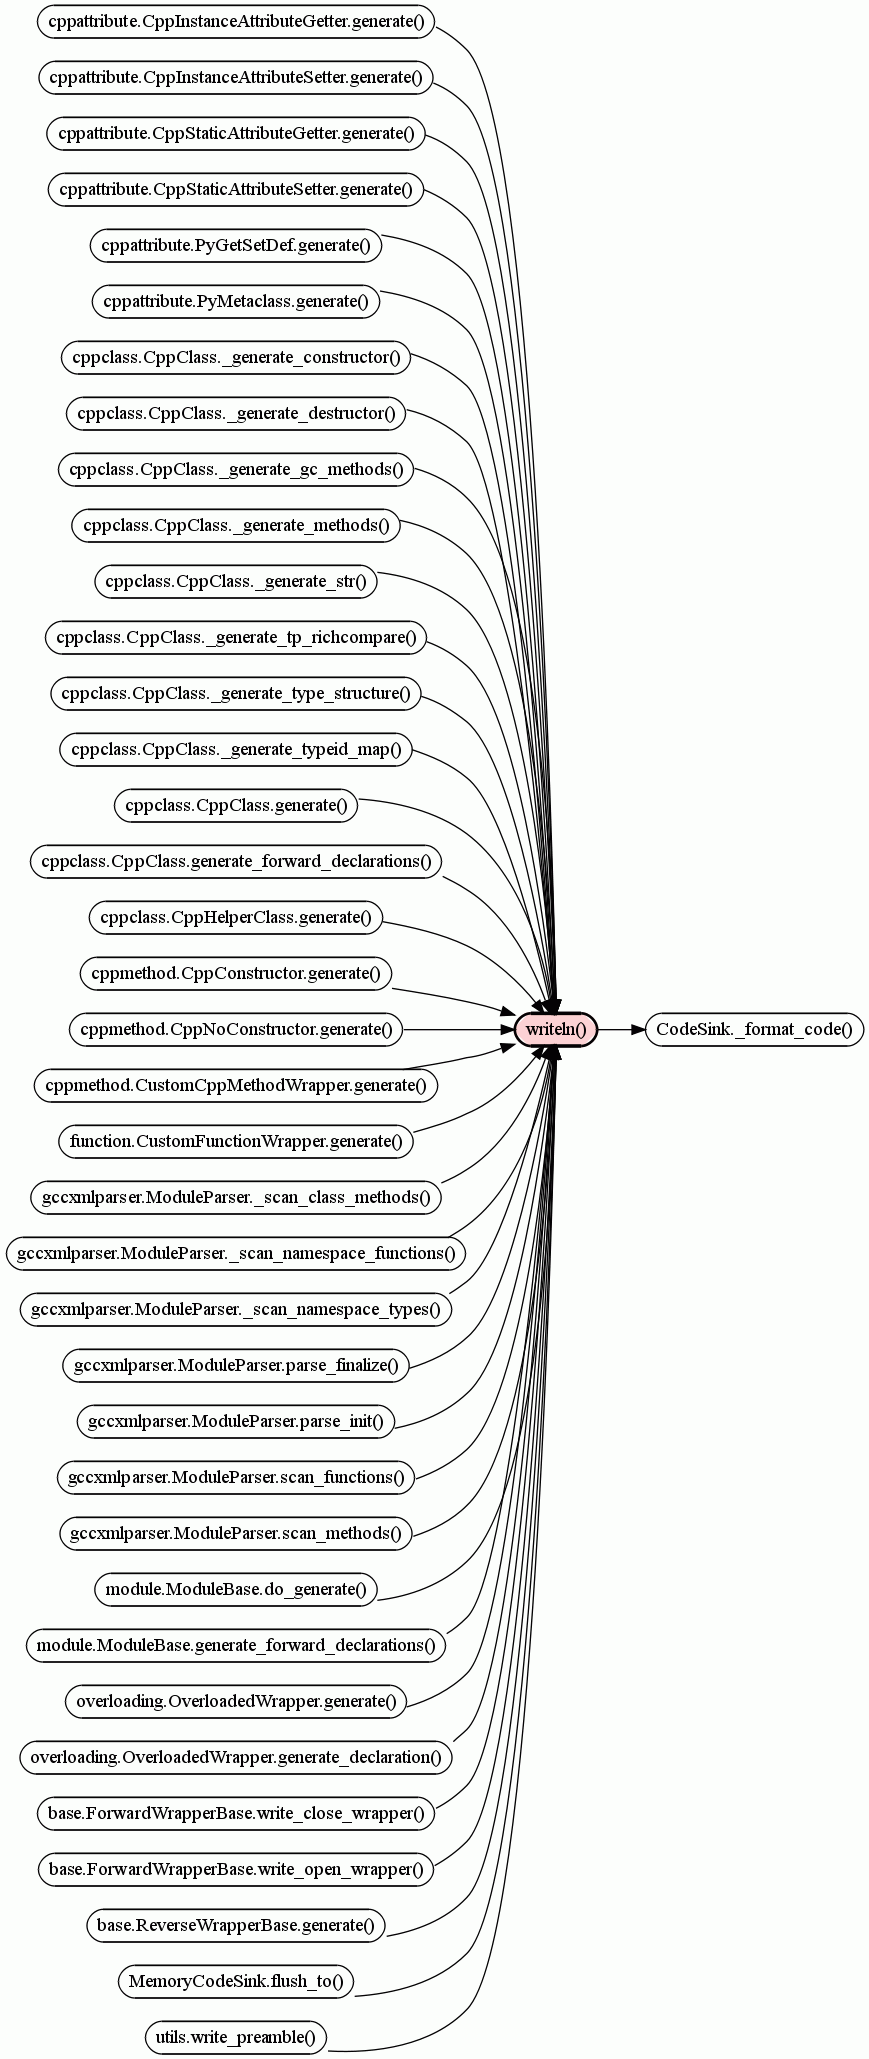 cppattribute.CppInstanceAttributeGetter.generate()
cppattribute.CppInstanceAttributeSetter.generate()
cppattribute.CppStaticAttributeGetter.generate()
cppattribute.CppStaticAttributeSetter.generate()
cppattribute.PyGetSetDef.generate()
cppattribute.PyMetaclass.generate()
cppclass.CppClass._generate_constructor()
cppclass.CppClass._generate_destructor()
cppclass.CppClass._generate_gc_methods()
cppclass.CppClass._generate_methods()
cppclass.CppClass._generate_str()
cppclass.CppClass._generate_tp_richcompare()
cppclass.CppClass._generate_type_structure()
cppclass.CppClass._generate_typeid_map()
cppclass.CppClass.generate()
cppclass.CppClass.generate_forward_declarations()
cppclass.CppHelperClass.generate()
cppmethod.CppConstructor.generate()
cppmethod.CppNoConstructor.generate()
writeln()
CodeSink._format_code()
cppmethod.CustomCppMethodWrapper.generate()
function.CustomFunctionWrapper.generate()
gccxmlparser.ModuleParser._scan_class_methods()
gccxmlparser.ModuleParser._scan_namespace_functions()
gccxmlparser.ModuleParser._scan_namespace_types()
gccxmlparser.ModuleParser.parse_finalize()
gccxmlparser.ModuleParser.parse_init()
gccxmlparser.ModuleParser.scan_functions()
gccxmlparser.ModuleParser.scan_methods()
module.ModuleBase.do_generate()
module.ModuleBase.generate_forward_declarations()
overloading.OverloadedWrapper.generate()
overloading.OverloadedWrapper.generate_declaration()
base.ForwardWrapperBase.write_close_wrapper()
base.ForwardWrapperBase.write_open_wrapper()
base.ReverseWrapperBase.generate()
MemoryCodeSink.flush_to()
utils.write_preamble()